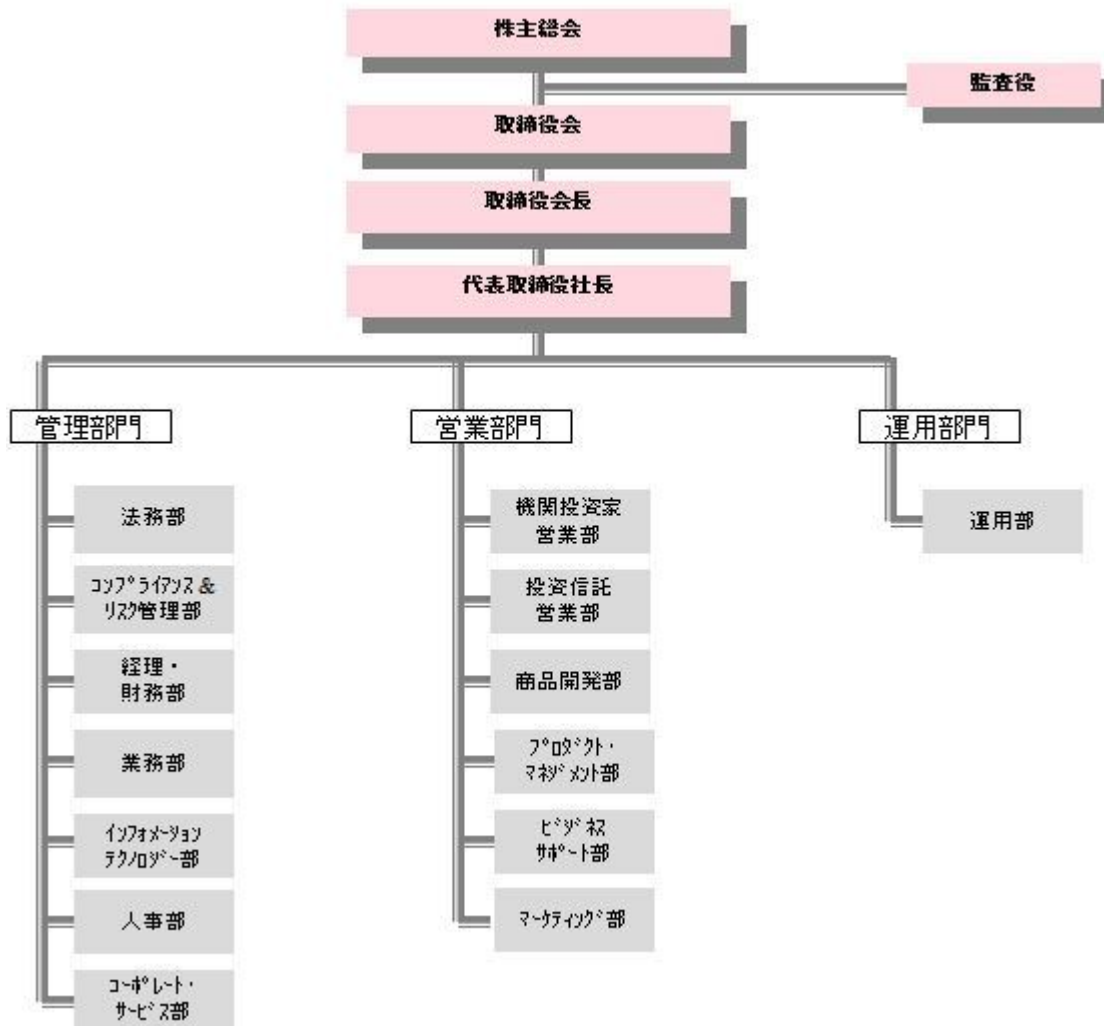 株主総会
監査役
取締役会
取締役会長
代表取締役社長
管理部門
営業部門
運用部門
法務部
コンプライアンス&
リスク管理部
経理・
財務部
業務部
インフォメーション
テクノロジー部
人事部
コーポレート・
サービス部
機関投資家
営業部
投資信託
営業部
商品開発部
プロダクト・
マネジメント部
ビジネス
サポート部
マーケティング部
運用部